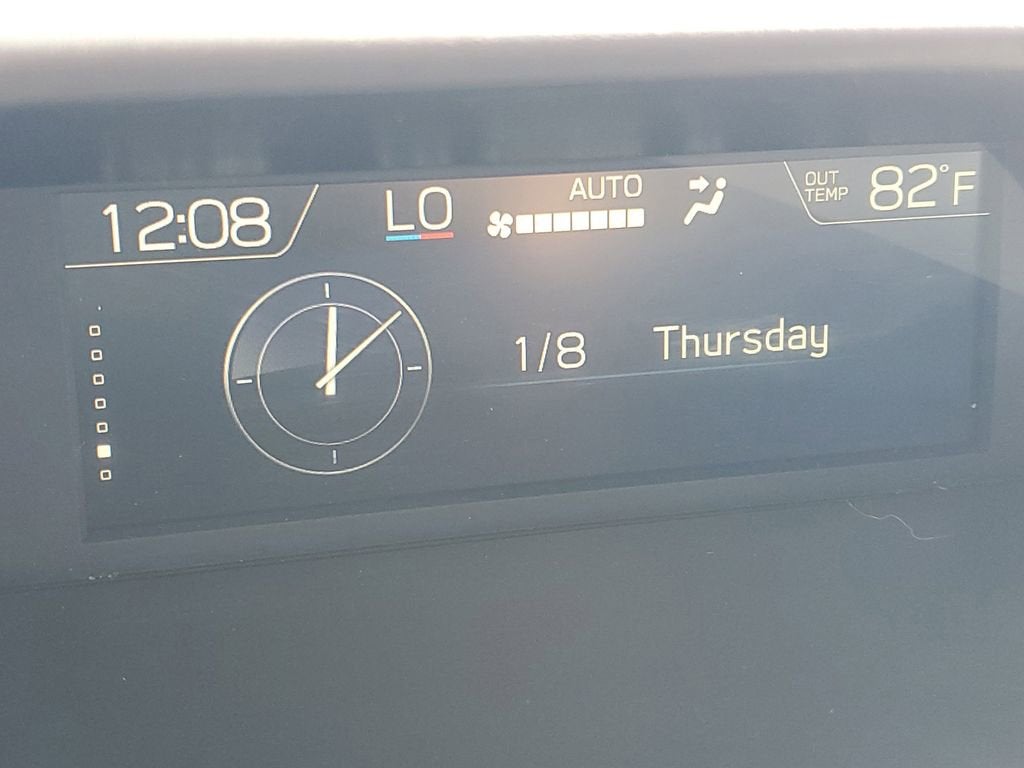 12:08
LO
AUTO
OUT
TEMP
82°F
1/8 Thursday